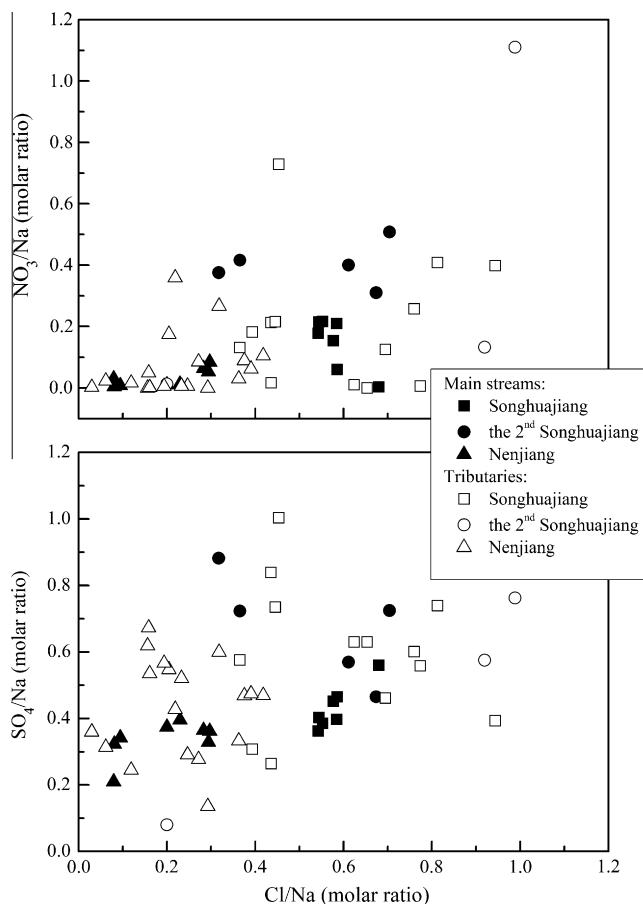 1.2
1.0
0.8
0.6
0.4
0.2
0.0
NO3/Na (molar ratio)
Main streams:
Songhuajiang
the 2nd Songhuajiang
Nenjiang
Tributaries:
Songhuajiang
the 2nd Songhuajiang
Nenjiang
1.2
1.0
0.8
0.6
0.4
0.2
0.0
SO4/Na (molar ratio)
0.0 0.2 0.4 0.6 0.8 1.0 1.2
Cl/Na (molar ratio)